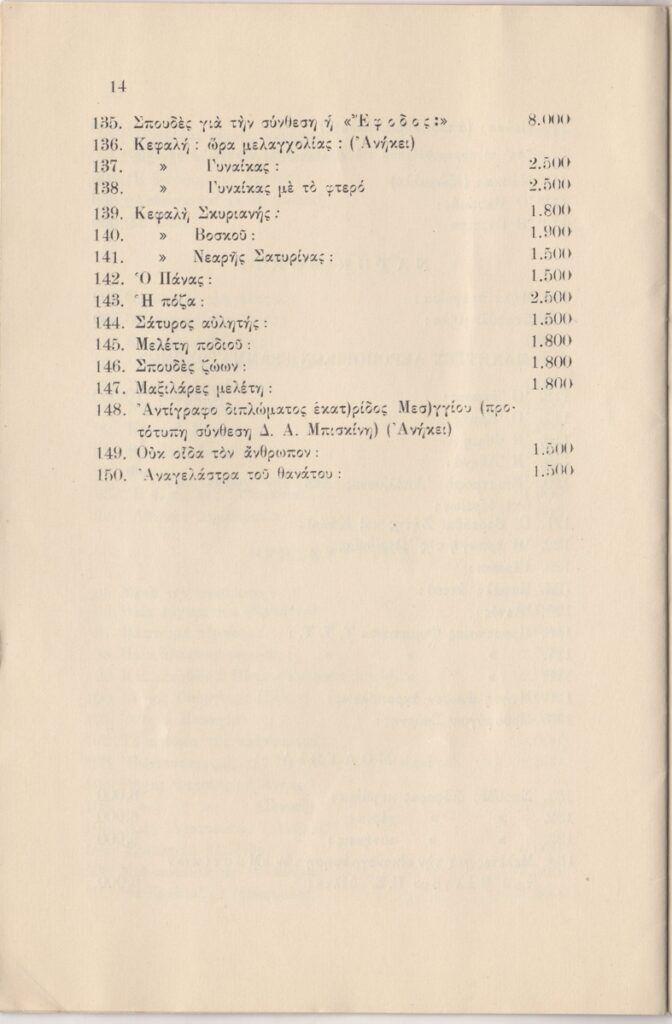 14
135. Σπουδὲς γιὰ τὴν σύνθεση ἡ «Ἔφοδος:» 8.000
136. Κεφαλή: ὥρα μελαγχολίας: (Ἀνήκει)
137. » Γυναίκας: 2.500
138. » Γυναίκας μὲ τὸ φτερό 2.500
139. Κεφαλὴ Σκυριανῆς: 1.800
140. » Βοσκοῦ: 1.900
141. » Νεαρῆς Σατυρίνας: 1.500
142. Ὁ Πάνας: 1.500
143. Ἡ πόζα: 2.500
144. Σάτυρος αὐλητής: 1.500
145. Μελέτη ποδιοῦ: 1.800
146. Σπουδὲς ζώων: 1.800
147. Μαξιλάρες μελέτη: 1.800
148. Ἀντίγραφο διπλώματος ἑκατ)ρίδος Μεσ)γγίου (προ-
τότυπη σύνθεση Δ. Α. Μπισκίνη) (Ἀνήκει)
149. Οὐκ οἶδα τὸν ἄνθρωπον: 1.500
150. Ἀναγελάστρα τοῦ θανάτου: 1.500